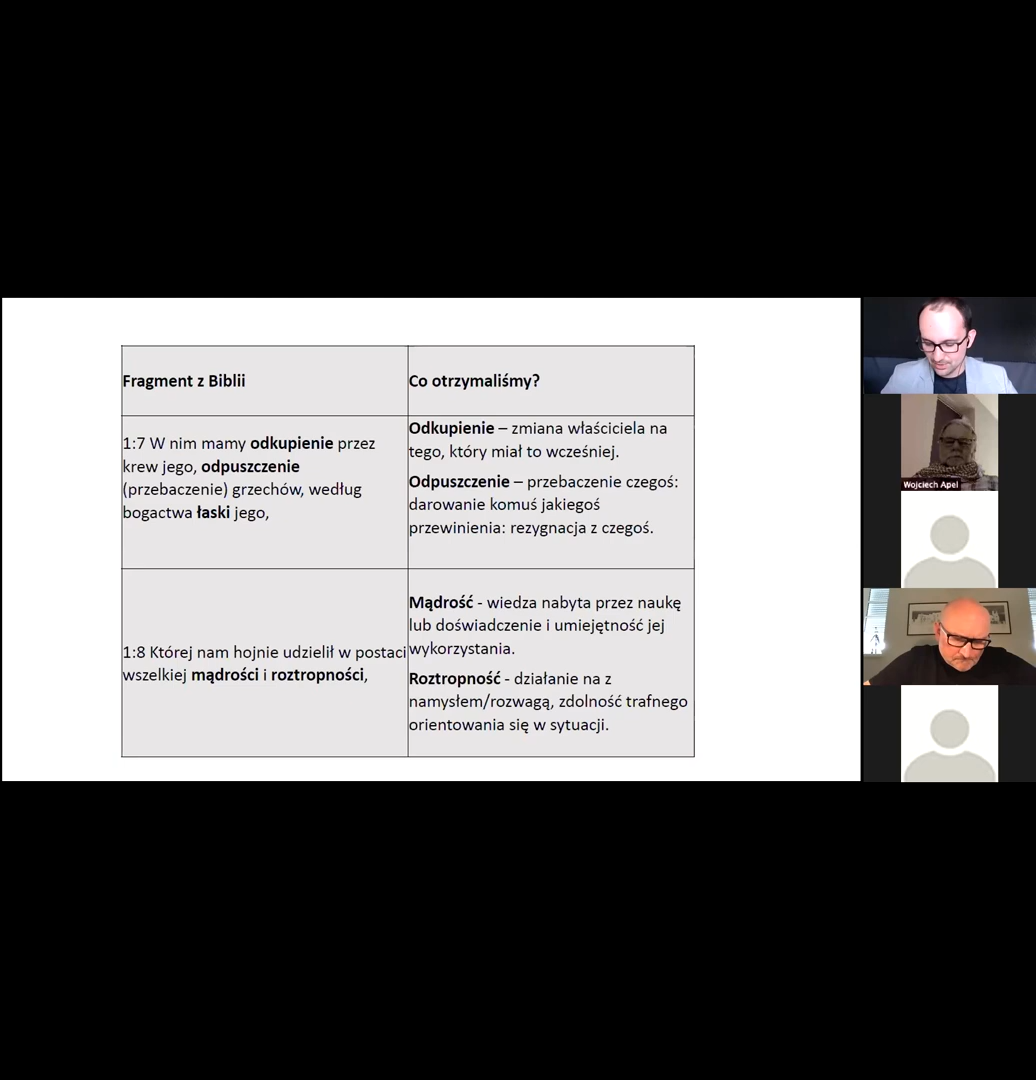 Fragment z Biblii
Co otrzymaliśmy?
1:7 W nim mamy odkupienie przez
krew jego, odpuszczenie
(przebaczenie) grzechów, według
bogactwa łaski jego,
Odkupienie – zmiana właściciela na
tego, który miał to wcześniej.
Odpuszczenie – przebaczenie czegoś:
darowanie komuś jakiegoś
przewinienia: rezygnacja z czegoś.
1:8 Której nam hojnie udzielił w postaci
wszelkiej mądrości i roztropności,
Mądrość - wiedza nabyta przez naukę
lub doświadczenie i umiejętność jej
wykorzystania.
Roztropność - działanie na z
namysłem/rozwagą, zdolność trafnego
orientowania się w sytuacji.
Wojciech Apel